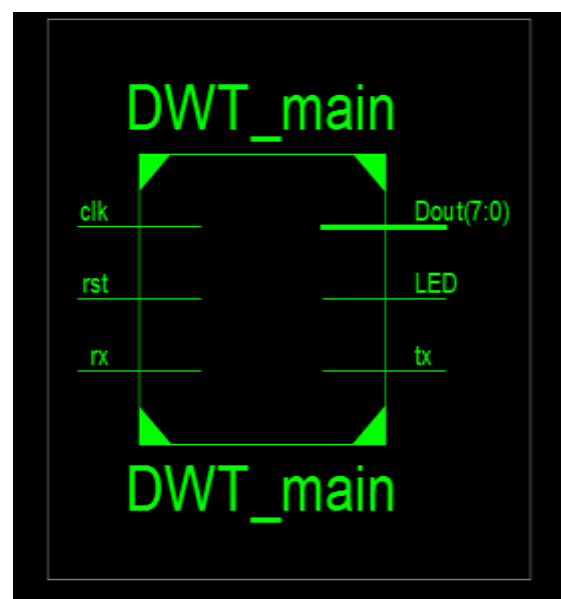 DWT_main
clk
Dout(7:0)
rst
LED
rx
tx
DWT_main